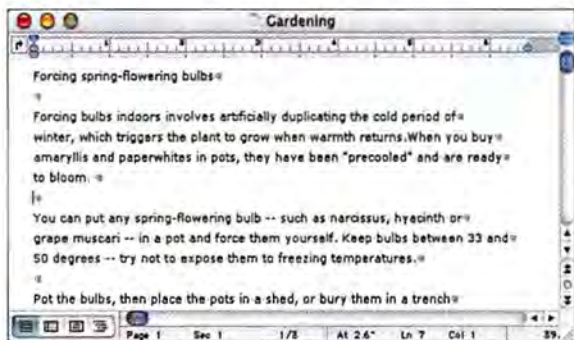 Gardening
Forcing spring-flowering bulbs
Forcing bulbs indoors involves artificially duplicating the cold period of
winter, which triggers the plant to grow when warmth returns.When you buy
amaryllis and paperwhites in pots, they have been "precooled" and are ready
to bloom.
You can put any spring-flowering bulb -- such as narcissus, hyacinth or
grape muscari -- in a pot and force them yourself. Keep bulbs between 33 and
50 degrees -- try not to expose them to freezing temperatures.
Pot the bulbs, then place the pots in a shed, or bury them in a trench
Page 1 Sec 1 1/3 At 2.6" Ln 7 Col 1 39.